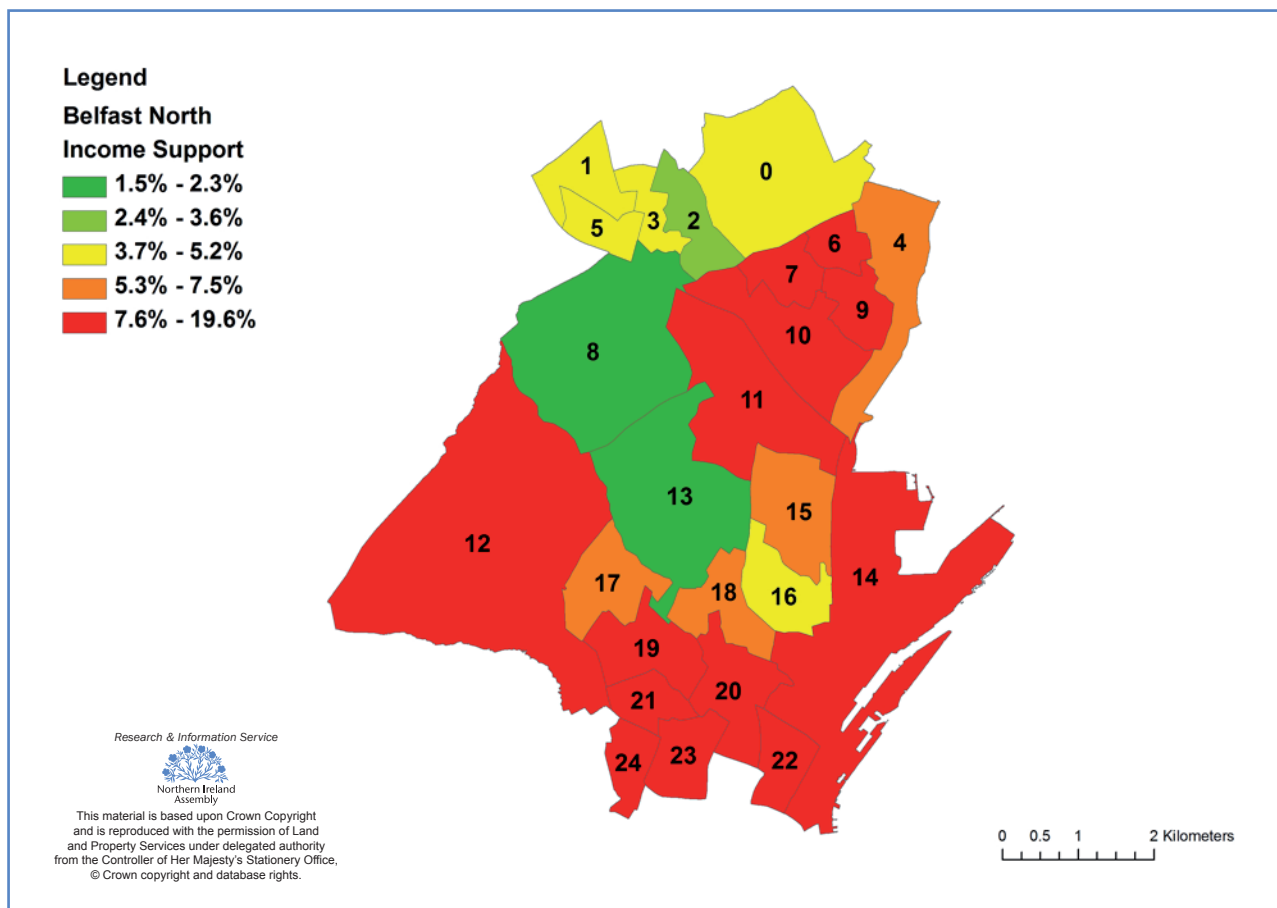 Legend
Belfast North
Income Support
1.5% - 2.3%
2.4% - 3.6%
3.7% - 5.2%
5.3% - 7.5%
7.6% - 19.6%
0
1
2
3
4
5
6
7
8
9
10
11
12
13
14
15
16
17
18
19
20
21
22
23
24
Research & Information Service
Northern Ireland
Assembly
This material is based upon Crown Copyright
and is reproduced with the permission of Land
and Property Services under delegated authority
from the Controller of Her Majesty's Stationery Office,
© Crown copyright and database rights.
0 0.5 1 2 Kilometers